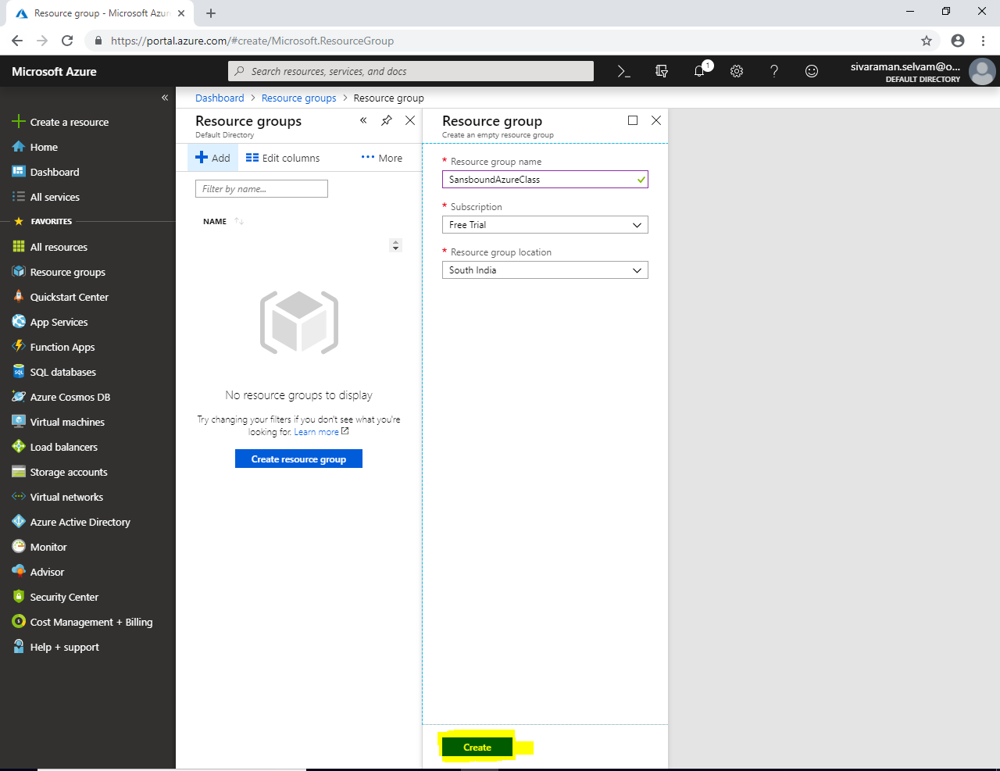 Resource group - Microsoft Azur
https://portal.azure.com/#create/Microsoft.ResourceGroup
Microsoft Azure
Search resources, services, and docs
1
sivaraman.selvam@o...
DEFAULT DIRECTORY
Create a resource
Home
Dashboard
All services
FAVORITES
All resources
Resource groups
Quickstart Center
App Services
Function Apps
SQL databases
Azure Cosmos DB
Virtual machines
Load balancers
Storage accounts
Virtual networks
Azure Active Directory
Monitor
Advisor
Security Center
Cost Management + Billing
Help + support
Dashboard > Resource groups > Resource group
Resource groups
Default Directory
Add
Edit columns
More
Filter by name...
NAME
No resource groups to display
Try changing your filters if you don't see what you're
looking for. Learn more
Create resource group
Resource group
Create an empty resource group
* Resource group name
SansboundAzureClass
* Subscription
Free Trial
* Resource group location
South India
Create